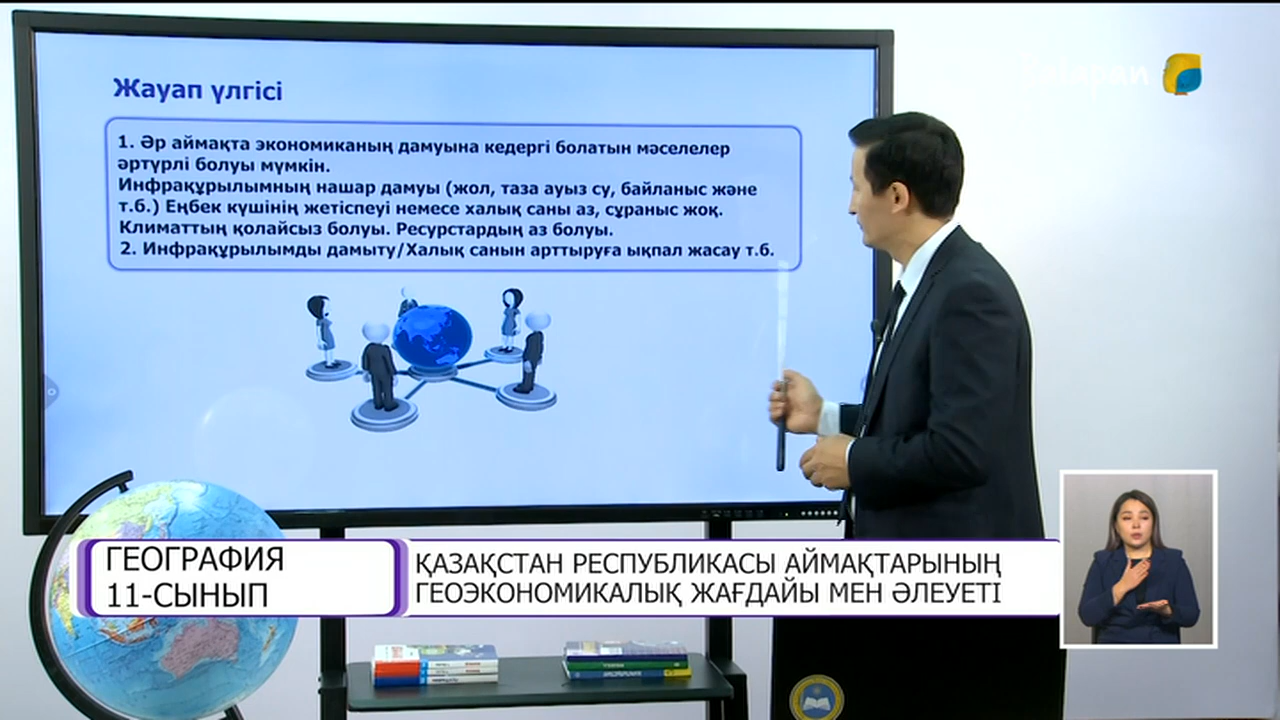 Balapan
Жауап үлгісі
1. Әр аймақта экономиканың дамуына кедергі болатын мәселелер
әртүрлі болуы мүмкін.
Инфрақұрылымның нашар дамуы (жол, таза ауыз су, байланыс және
т.б.) Еңбек күшінің жетіспеуі немесе халық саны аз, сұраныс жоқ.
Климаттың қолайсыз болуы. Ресурстардың аз болуы.
2. Инфрақұрылымды дамыту/Халық санын арттыруға ықпал жасау т.б.
ГЕОГРАФИЯ
11-СЫНЫП
ҚАЗАҚСТАН РЕСПУБЛИКАСЫ АЙМАҚТАРЫНЫҢ
ГЕОЭКОНОМИКАЛЫҚ ЖАҒДАЙЫ МЕН ӘЛЕУЕТІ